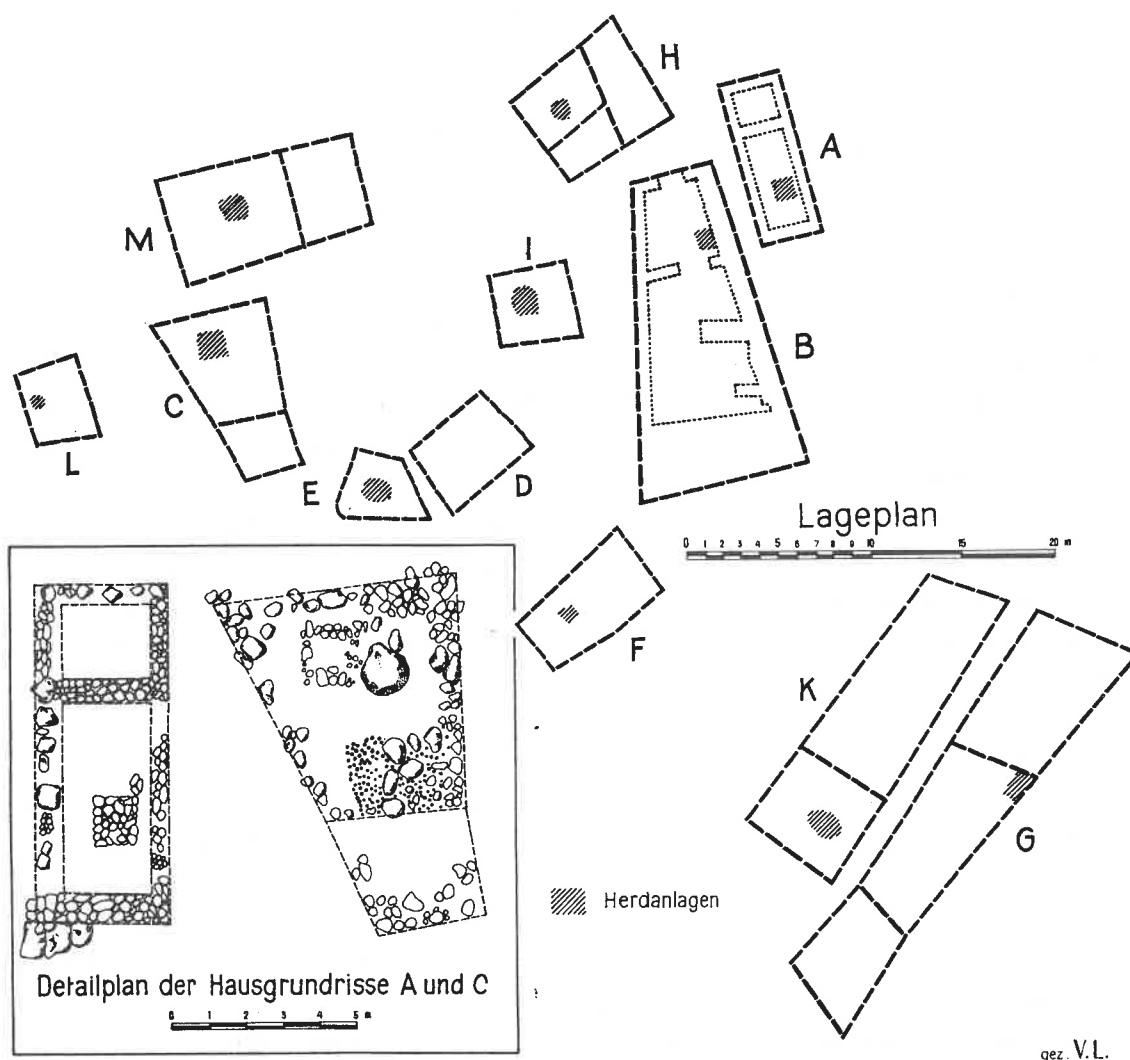 H
A
M
I
B
C
L
E
D
Lageplan
0 1 2 3 4 5 6 7 8 9 10 15 20 m
F
K
G
Herdanlagen
Detailplan der Hausgrundrisse A und C
0 1 2 3 4 5 m
gez. V.L.